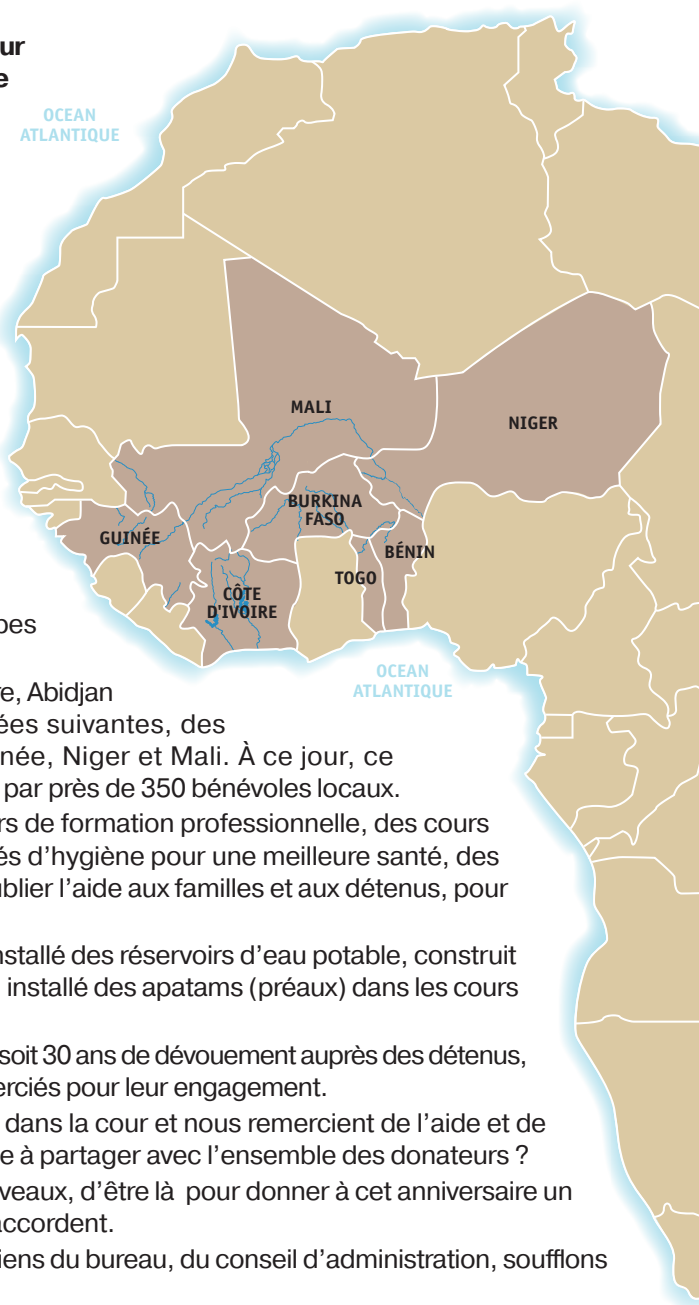 ur
e
OCEAN
ATLANTIQUE
MALI
NIGER
BURKINA
FASO
GUINÉE
BÉNIN
TOGO
CÔTE
D'IVOIRE
OCEAN
ATLANTIQUE
pes
re, Abidjan
ées suivantes, des
née, Niger et Mali. À ce jour, ce
par près de 350 bénévoles locaux.
rs de formation professionnelle, des cours
és d'hygiène pour une meilleure santé, des
ublier l'aide aux familles et aux détenus, pour
nstallé des réservoirs d'eau potable, construit
installé des apatams (préaux) dans les cours
soit 30 ans de dévouement auprès des détenus,
erciés pour leur engagement.
dans la cour et nous remercient de l'aide et de
e à partager avec l'ensemble des donateurs ?
veaux, d'être là pour donner à cet anniversaire un
accordent.
iens du bureau, du conseil d'administration, soufflons